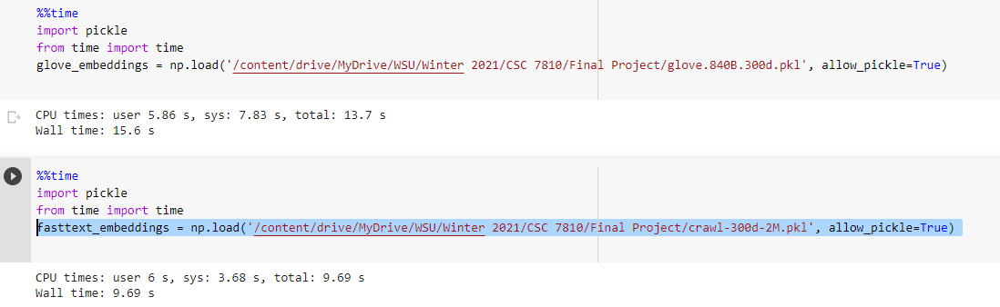 %%time
import pickle
from time import time
glove_embeddings = np.load('/content/drive/MyDrive/WSU/Winter 2021/CSC 7810/Final Project/glove.840B.300d.pkl', allow_pickle=True)
CPU times: user 5.86 s, sys: 7.83 s, total: 13.7 s
Wall time: 15.6 s
%%time
import pickle
from time import time
fasttext_embeddings = np.load('/content/drive/MyDrive/WSU/Winter 2021/CSC 7810/Final Project/crawl-300d-2M.pkl', allow_pickle=True)
CPU times: user 6 s, sys: 3.68 s, total: 9.69 s
Wall time: 9.69 s